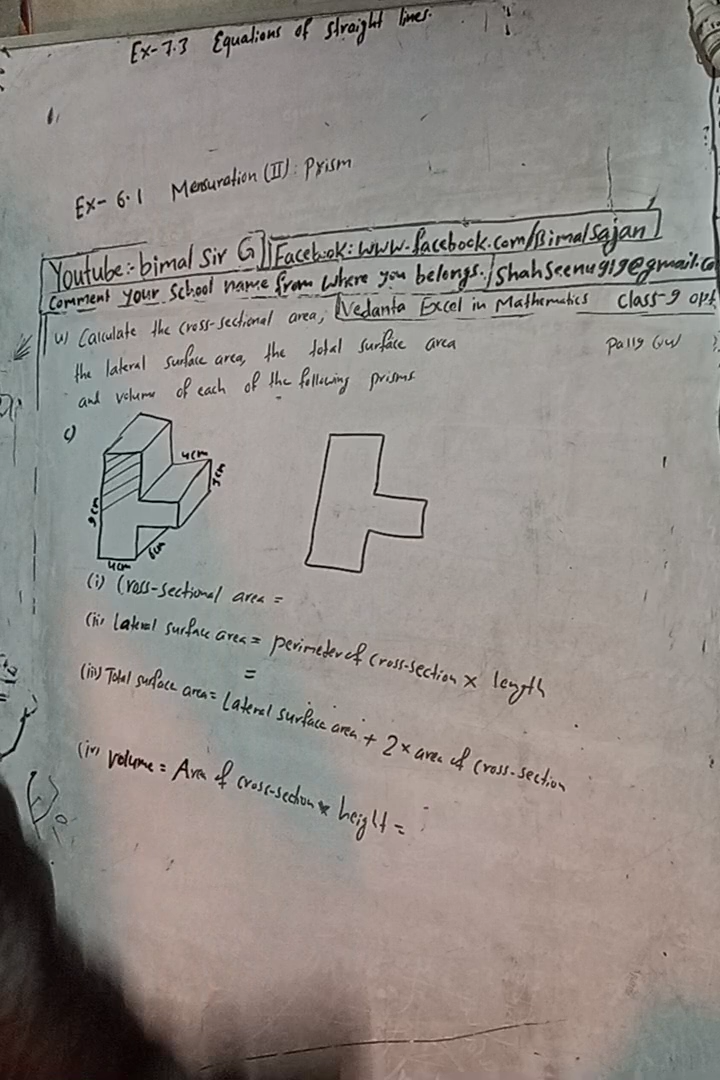 Ex- 7.3 Equations of straight lines.
Ex- 6.1 Mensuration (II): Prism
Youtube:- bimal Sir G Facebook: www.facebook.com/Bimalsajan
Comment your School name from where you belongs. / Shahseenu919@gmail.co
Calculate the cross-sectional area, Vedanta Excel in Mathematics class-9 opt
the lateral surface area, the total surface area
and volume of each of the following prisms
c)
4cm
9cm
4cm
(i) Cross-sectional area =
(ii) Lateral surface area = perimeter of cross-section x length
=
(iii) Total surface area = Lateral surface area + 2 x area of cross-section
(iv) volume = Area of cross-section x height =